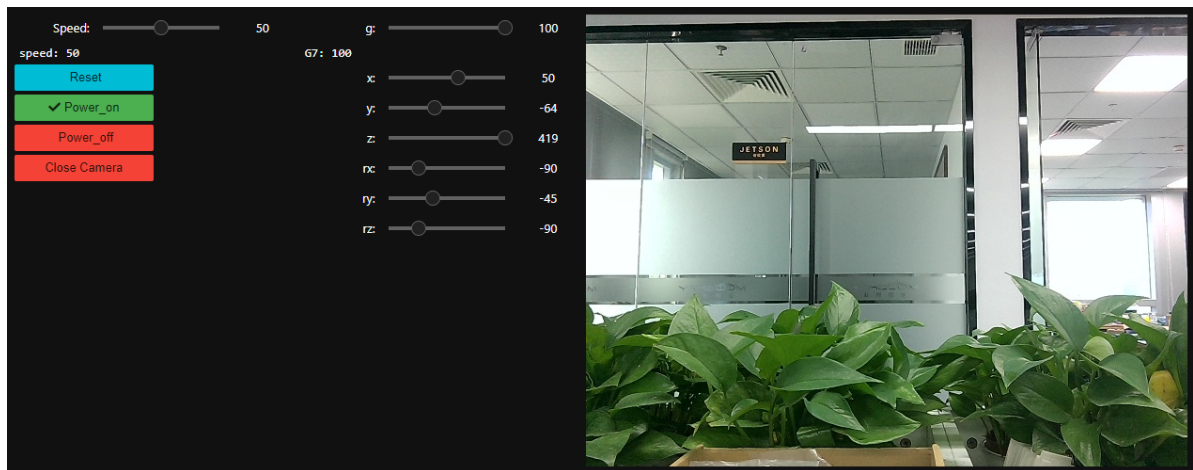 Speed: 50
g: 100
speed: 50
G7: 100
Reset
x: 50
Power_on
y: -64
Power_off
z: 419
Close Camera
rx: -90
ry: -45
rz: -90
JETSON